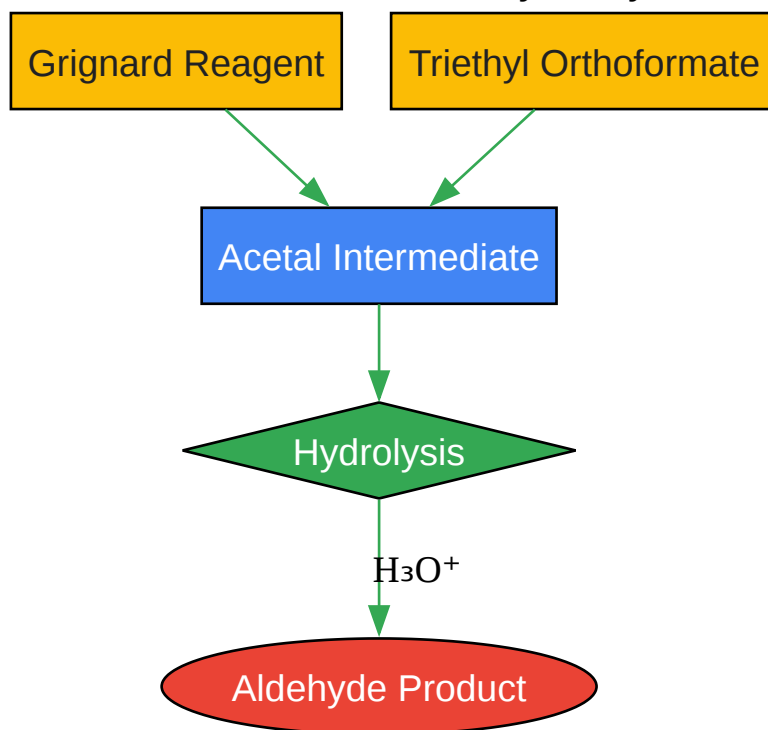 Grignard Reagent
Triethyl Orthoformate
Acetal Intermediate
Hydrolysis
H₃O⁺
Aldehyde Product